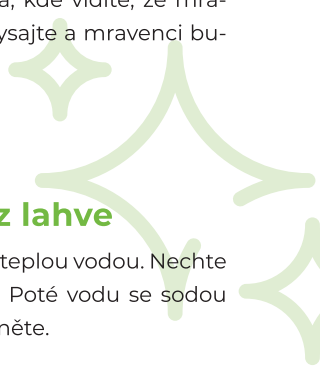 kde vidíte, že mra-
ysajte a mravenci bu-
z lahve
teplou vodou. Nechte
Poté vodu se sodou
něte.